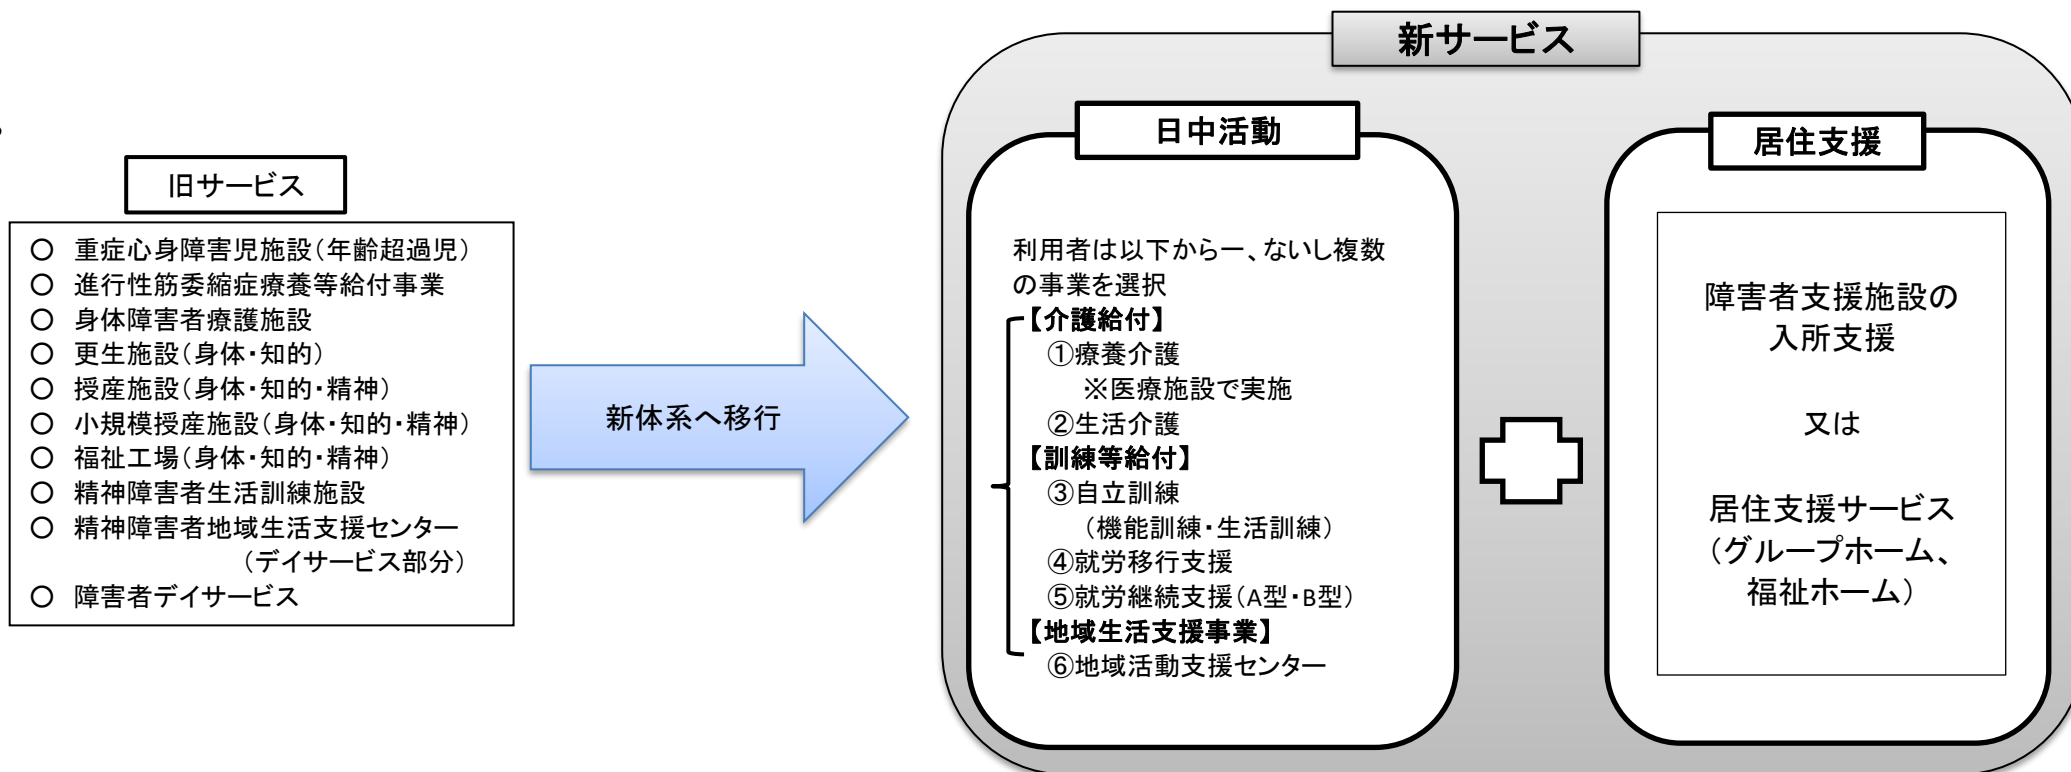 旧サービス
○ 重症心身障害児施設（年齢超過児）
○ 進行性筋萎縮症療養等給付事業
○ 身体障害者療護施設
○ 更生施設（身体・知的）
○ 授産施設（身体・知的・精神）
○ 小規模授産施設（身体・知的・精神）
○ 福祉工場（身体・知的・精神）
○ 精神障害者生活訓練施設
○ 精神障害者地域生活支援センター
（デイサービス部分）
○ 障害者デイサービス
新体系へ移行
新サービス
日中活動
利用者は以下から一、ないし複数
の事業を選択
【介護給付】
①療養介護
※医療施設で実施
②生活介護
【訓練等給付】
③自立訓練
（機能訓練・生活訓練）
④就労移行支援
⑤就労継続支援（A型・B型）
【地域生活支援事業】
⑥地域活動支援センター
居住支援
障害者支援施設の
入所支援
又は
居住支援サービス
（グループホーム、
福祉ホーム）